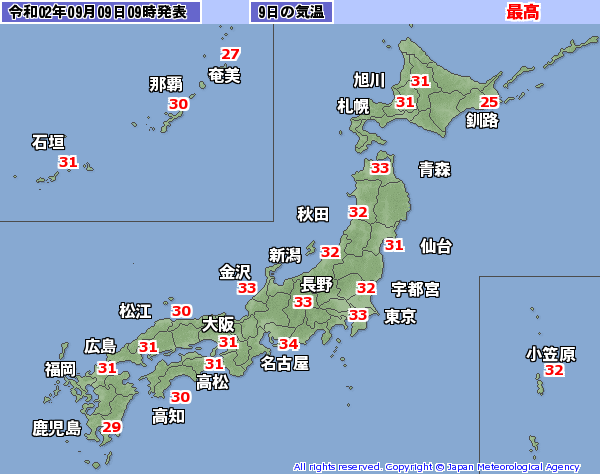 令和02年09月09日09時発表 9日の気温 最高
27
奄美
那覇
30
石垣
31
旭川 31
札幌 31
25
釧路
33 青森
秋田 32
31 仙台
新潟 32
金沢
33
長野
33
32 宇都宮
33 東京
松江 30
大阪
31
34
名古屋
広島 31
福岡 31
31
高松
30
高知
鹿児島 29
小笠原
32
All rights reserved. Copyright © Japan Meteorological Agency